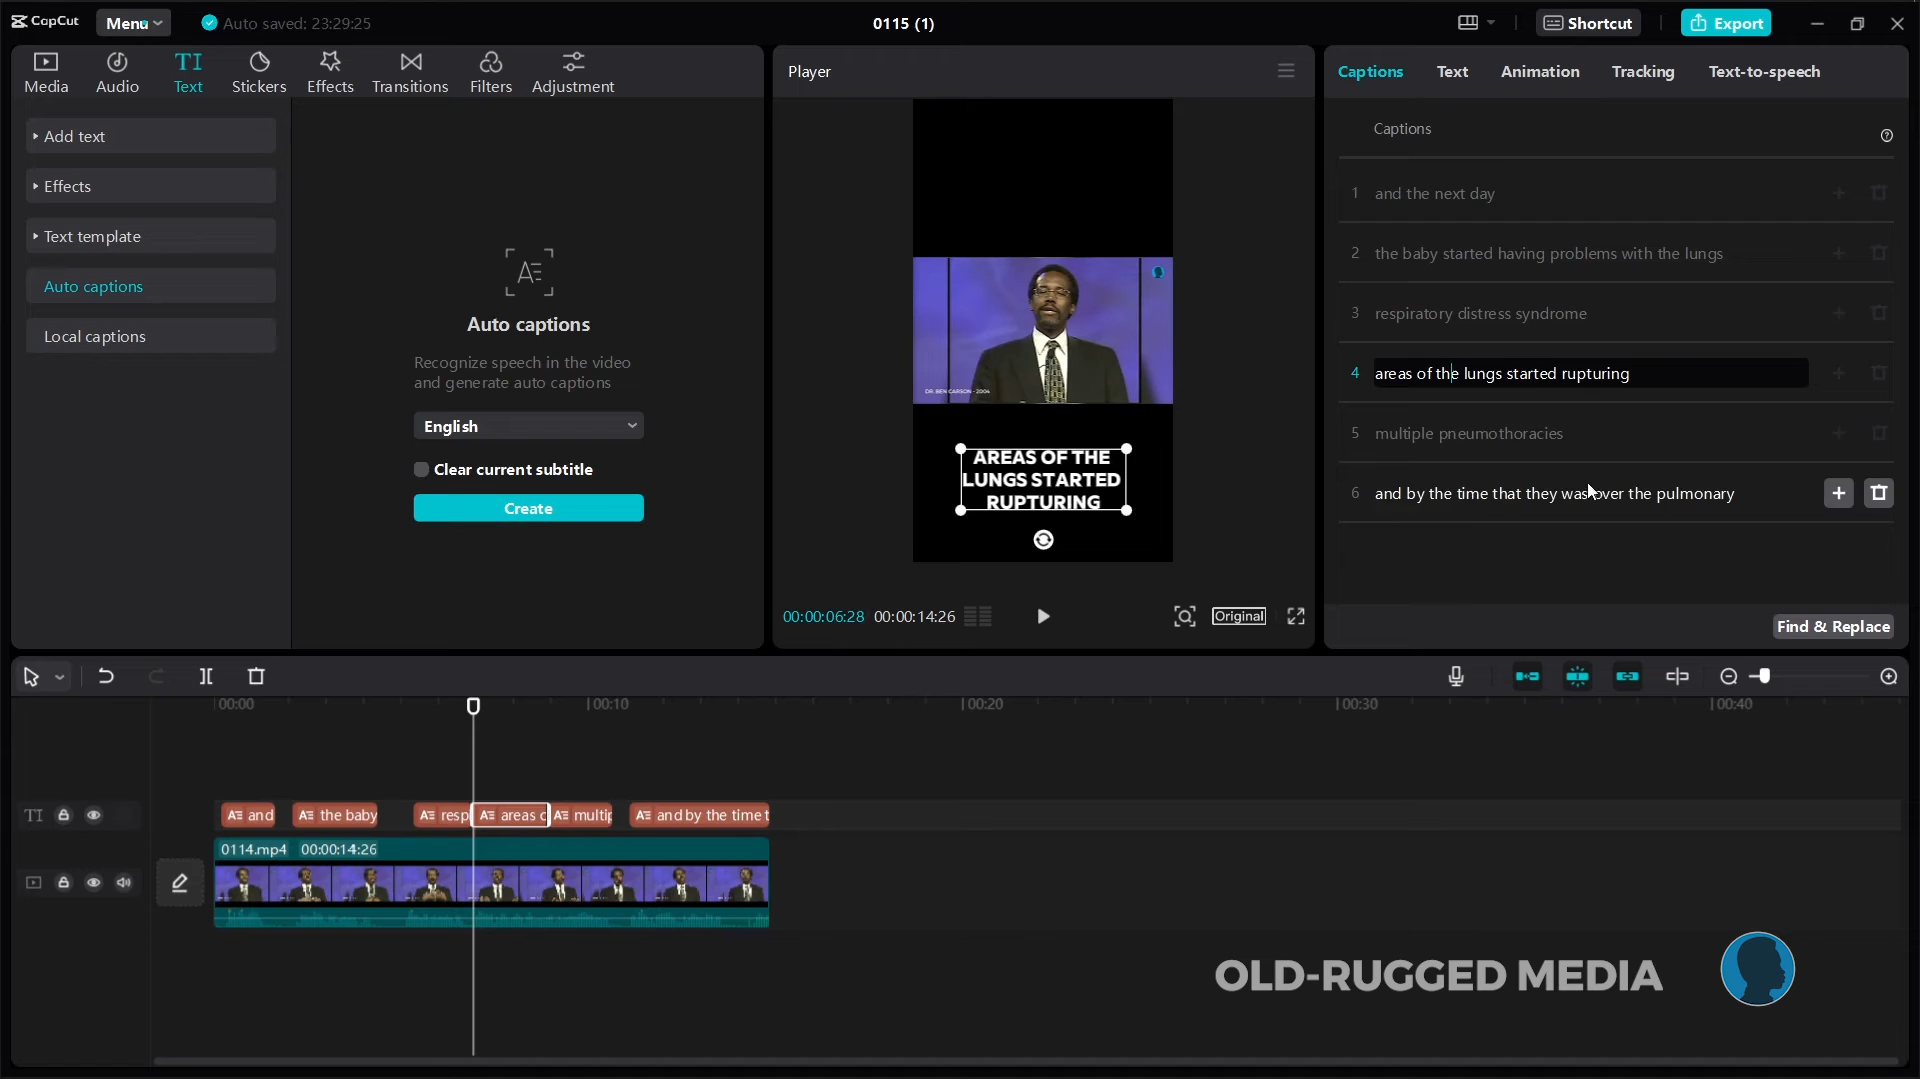 CapCut
Menu
Auto saved: 23:29:25
0115 (1)
Shortcut
Export
Media
Audio
TI
Text
Stickers
Effects
Transitions
Filters
Adjustment
Add text
Effects
Text template
Auto captions
Local captions
Auto captions
Recognize speech in the video
and generate auto captions
English
Clear current subtitle
Create
Player
DR. BEN CARSON - 2004
AREAS OF THE
LUNGS STARTED
RUPTURING
00:00:06:28 00:00:14:26
Original
Captions
Text
Animation
Tracking
Text-to-speech
Captions
1 and the next day
2 the baby started having problems with the lungs
3 respiratory distress syndrome
4 areas of the lungs started rupturing
5 multiple pneumothoracies
6 and by the time that they was over the pulmonary
Find & Replace
00:00
00:10
00:20
00:30
00:40
TI
and
the baby
resp
areas c
multip
and by the time t
0114.mp4 00:00:14:26
OLD-RUGGED MEDIA